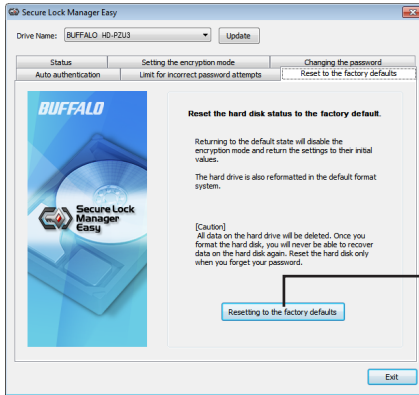 Secure Lock Manager Easy
Drive Name: BUFFALO HD-PZU3 Update
Status Setting the encryption mode Changing the password
Auto authentication Limit for incorrect password attempts Reset to the factory defaults
BUFFALO
Secure Lock
Manager
Easy
Reset the hard disk status to the factory default.
Returning to the default state will disable the
encryption mode and return the settings to their initial
values.
The hard drive is also reformatted in the default format
system.
[Caution]
All data on the hard drive will be deleted. Once you
format the hard disk, you will never be able to recover
data on the hard disk again. Reset the hard disk only
when you forget your password.
Resetting to the factory defaults
Exit